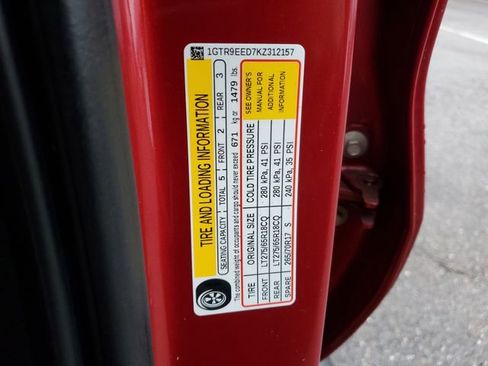 1GTR9EED7KZ312157
TIRE AND LOADING INFORMATION
SEATING CAPACITY TOTAL 5 FRONT 2 REAR 3
The combined weight of occupants and cargo should never exceed 671 kg or 1479 lbs.
TIRE ORIGINAL SIZE COLD TIRE PRESSURE
FRONT LT275/65R18CQ 280 kPa, 41 PSI
REAR LT275/65R18CQ 280 kPa, 41 PSI
SPARE 265/70R17 S 240 kPa, 35 PSI
SEE OWNER'S
MANUAL FOR
ADDITIONAL
INFORMATION